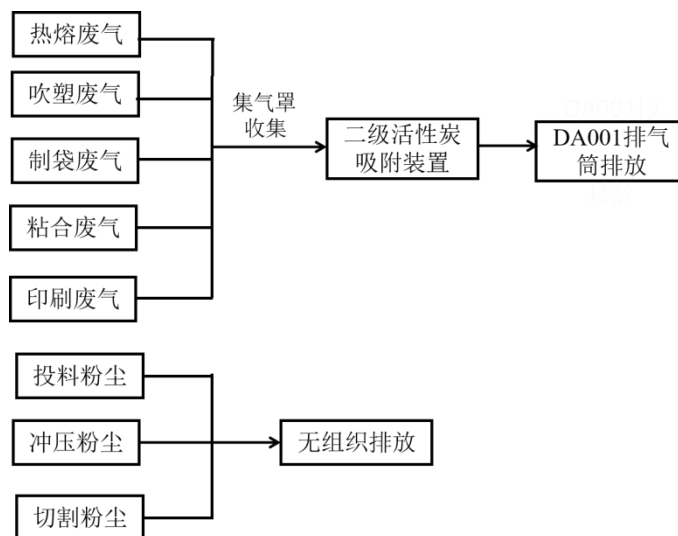 热熔废气
吹塑废气
制袋废气
粘合废气
印刷废气
集气罩
收集
二级活性炭
吸附装置
DA001排气
筒排放
投料粉尘
冲压粉尘
切割粉尘
无组织排放